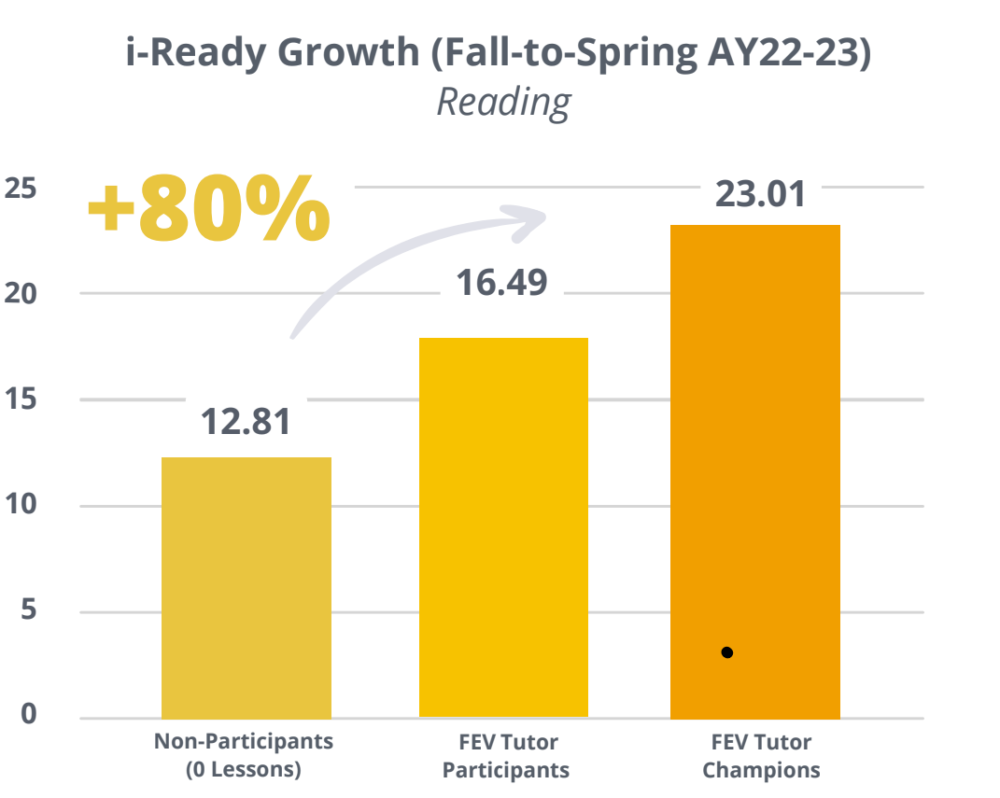 i-Ready Growth (Fall-to-Spring AY22-23)
Reading
25
+80%
23.01
20
16.49
15
12.81
10
5
0
Non-Participants
(0 Lessons)
FEV Tutor
Participants
FEV Tutor
Champions